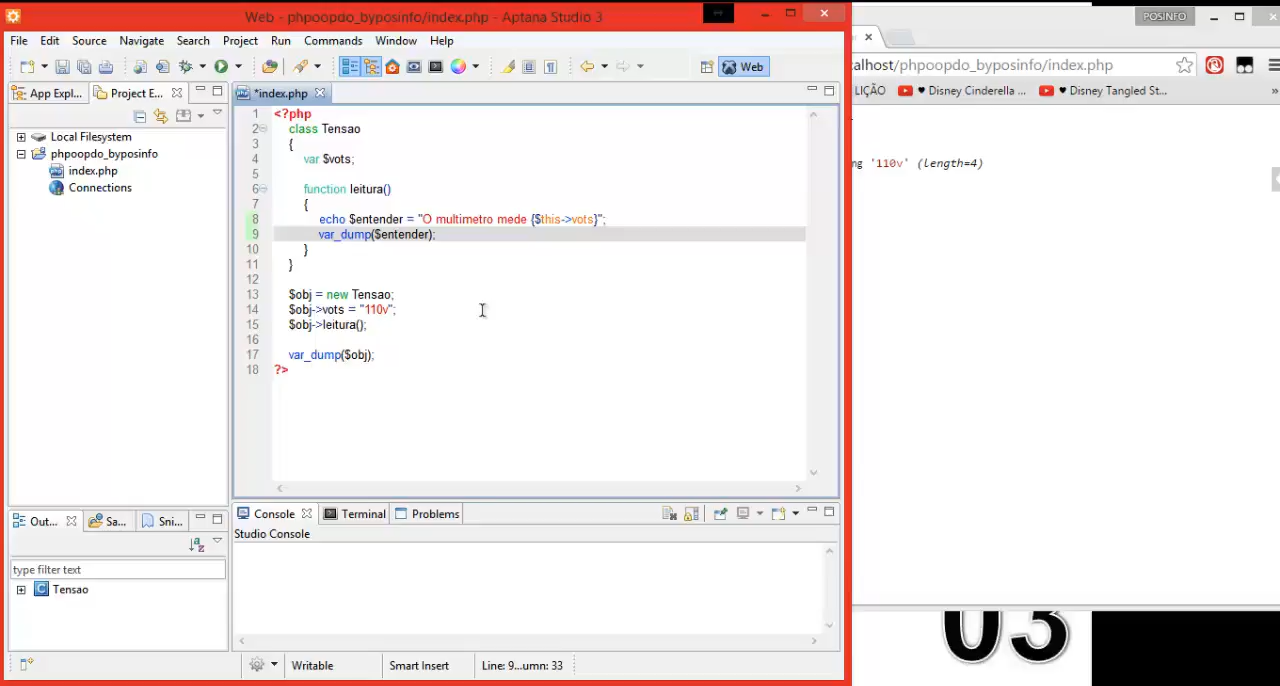 Web - phpoopdo_byposinfo/index.php - Aptana Studio 3
File Edit Source Navigate Search Project Run Commands Window Help
Web
App Expl...
Project E...
Local Filesystem
phpoopdo_byposinfo
index.php
Connections
*index.php
1 <?php
2 class Tensao
3 {
4 var $vots;
5
6 function leitura()
7 {
8 echo $entender = "O multimetro mede {$this->vots}";
9 var_dump($entender);
10 }
11 }
12
13 $obj = new Tensao;
14 $obj->vots = "110v";
15 $obj->leitura();
16
17 var_dump($obj);
18 ?>
Out...
Sa...
Sni...
type filter text
Tensao
Console
Terminal
Problems
Studio Console
Writable
Smart Insert
Line: 9...umn: 33
POSINFO
alhost/phpoopdo_byposinfo/index.php
LIÇÃO
♥ Disney Cinderella ...
♥ Disney Tangled St...
»
ng '110v' (length=4)
03